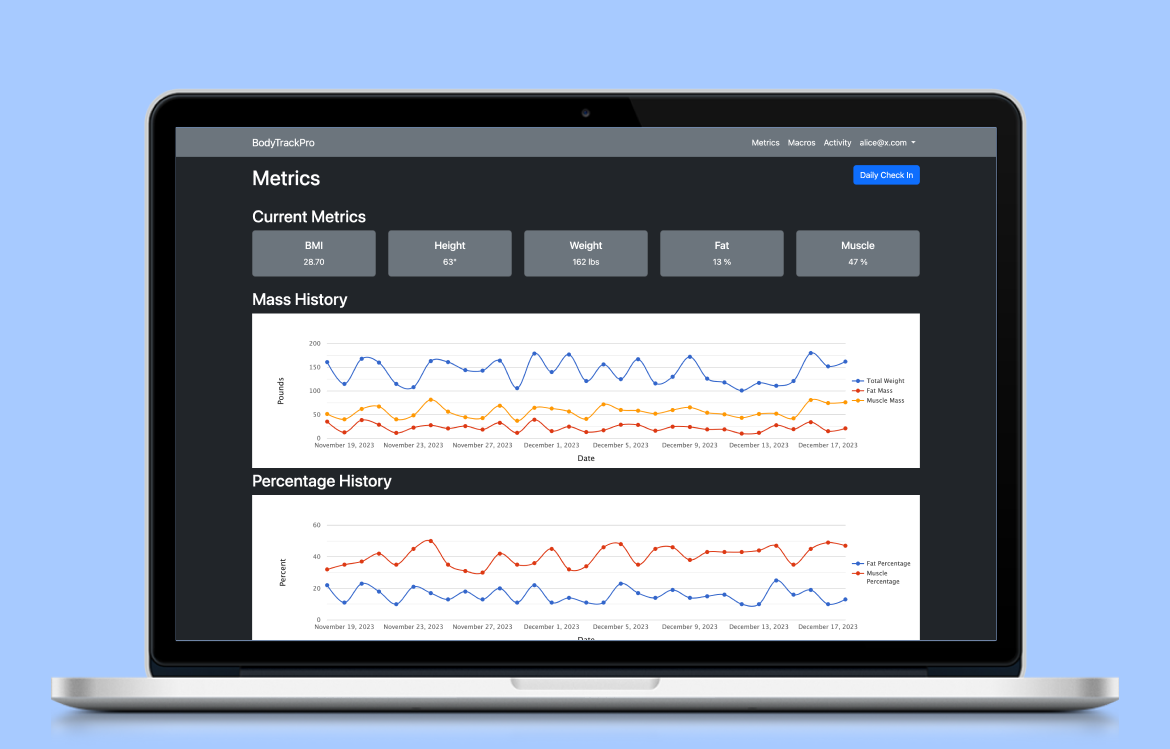 BodyTrackPro
Metrics Macros Activity alice@x.com
Metrics
Daily Check In
Current Metrics
BMI
28.70
Height
63"
Weight
162 lbs
Fat
13 %
Muscle
47 %
Mass History
200
150
100
50
0
Pounds
November 19, 2023 November 23, 2023 November 27, 2023 December 1, 2023 December 5, 2023 December 9, 2023 December 13, 2023 December 17, 2023
Date
Total Weight
Fat Mass
Muscle Mass
Percentage History
60
40
20
0
Percent
November 19, 2023 November 23, 2023 November 27, 2023 December 1, 2023 December 5, 2023 December 9, 2023 December 13, 2023 December 17, 2023
Date
Fat Percentage
Muscle
Percentage